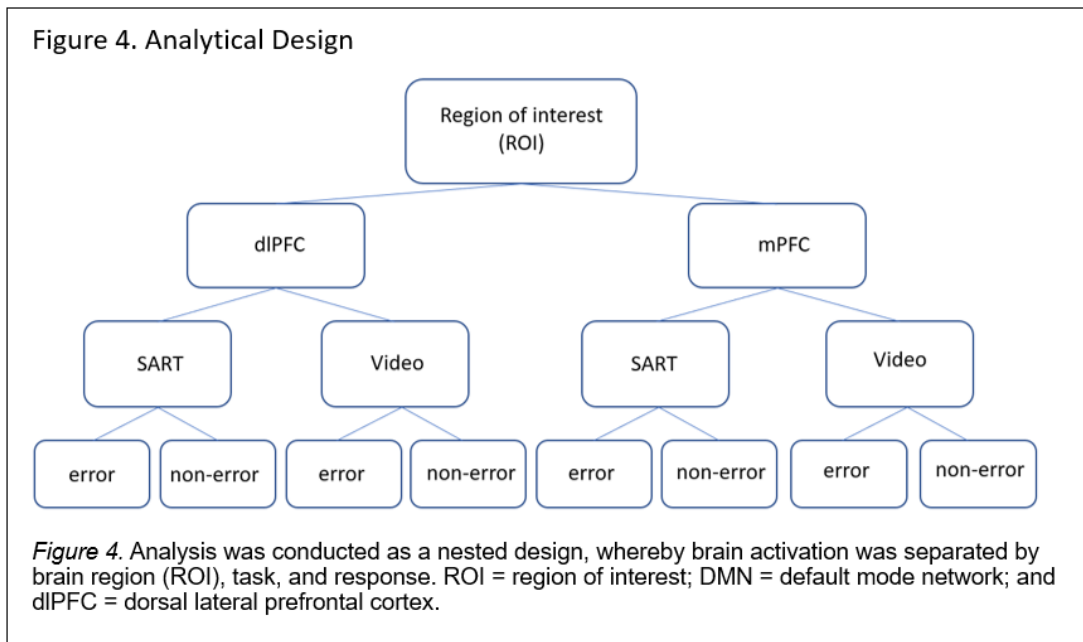 Figure 4. Analytical Design
Region of interest
(ROI)
dlPFC
mPFC
SART
Video
SART
Video
error
non-error
error
non-error
error
non-error
error
non-error
Figure 4. Analysis was conducted as a nested design, whereby brain activation was separated by
brain region (ROI), task, and response. ROI = region of interest; DMN = default mode network; and
dlPFC = dorsal lateral prefrontal cortex.